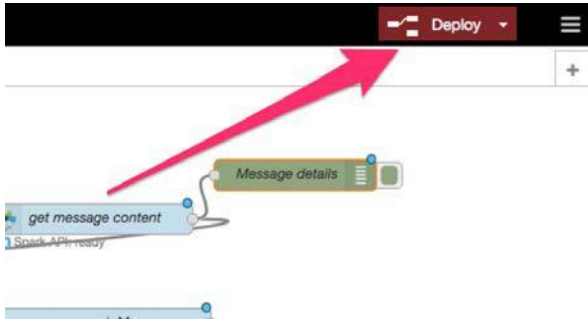 Deploy
Message details
get message content
Spark API: ready